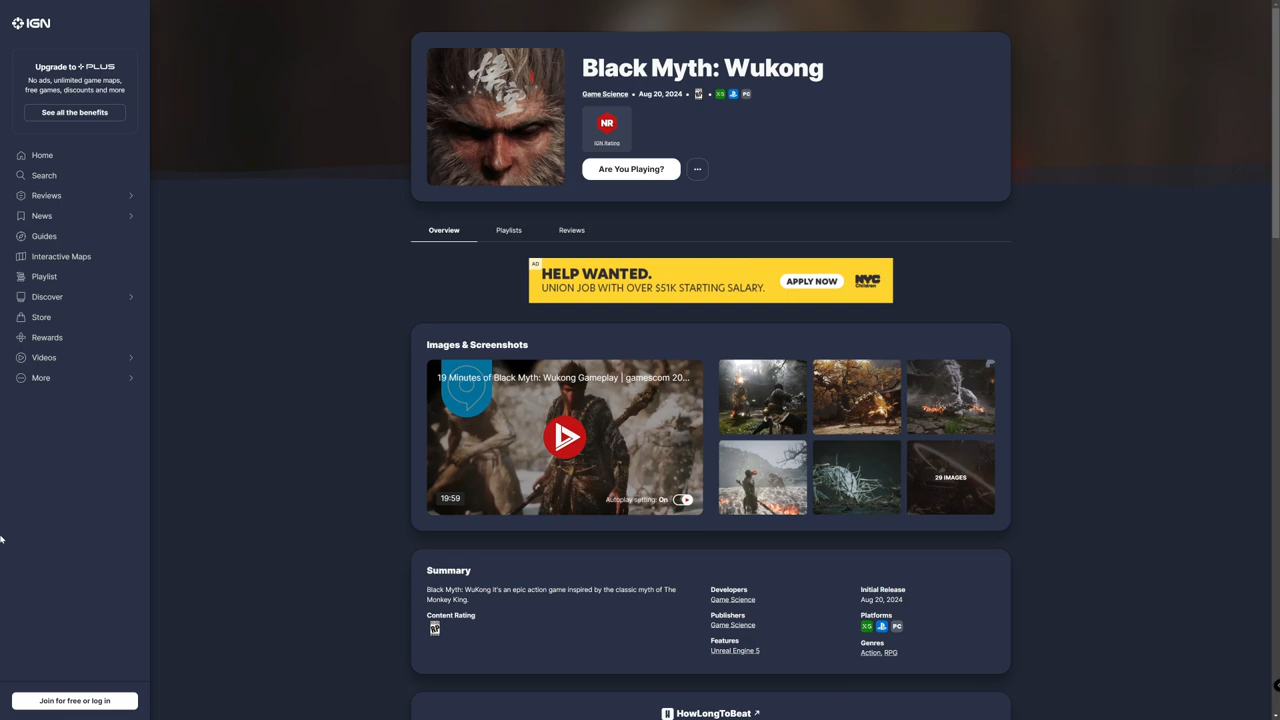 IGN
Upgrade to PLUS
No ads, unlimited game maps,
free games, discounts and more
See all the benefits
Home
Search
Reviews
News
Guides
Interactive Maps
Playlist
Discover
Store
Rewards
Videos
More
Join for free or log in
悟空
Black Myth: Wukong
Game Science • Aug 20, 2024 • • XS PC
NR
IGN Rating
Are You Playing?
Overview Playlists Reviews
AD
HELP WANTED.
UNION JOB WITH OVER $51K STARTING SALARY.
APPLY NOW
NYC
Children
Images & Screenshots
19 Minutes of Black Myth: Wukong Gameplay | gamescom 20...
19:59
Autoplay setting: On
29 IMAGES
Summary
Black Myth: WuKong It's an epic action game inspired by the classic myth of The
Monkey King.
Content Rating
RP
Developers
Game Science
Publishers
Game Science
Features
Unreal Engine 5
Initial Release
Aug 20, 2024
Platforms
XS PC
Genres
Action, RPG
H HowLongToBeat